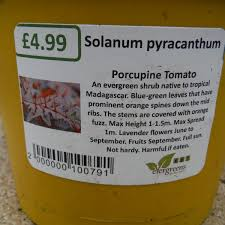 £4.99
Solanum pyracanthum
Porcupine Tomato
An evergreen shrub native to tropical
Madagascar. Blue-green leaves that have
prominent orange spines down the mid
ribs. The stems are covered with orange
fuzz. Max Height 1-1.5m. Max Spread
1m. Lavender flowers June to
September. Fruits September. Full sun.
Not hardy. Harmful if eaten.
2 000000 100791
evergreens